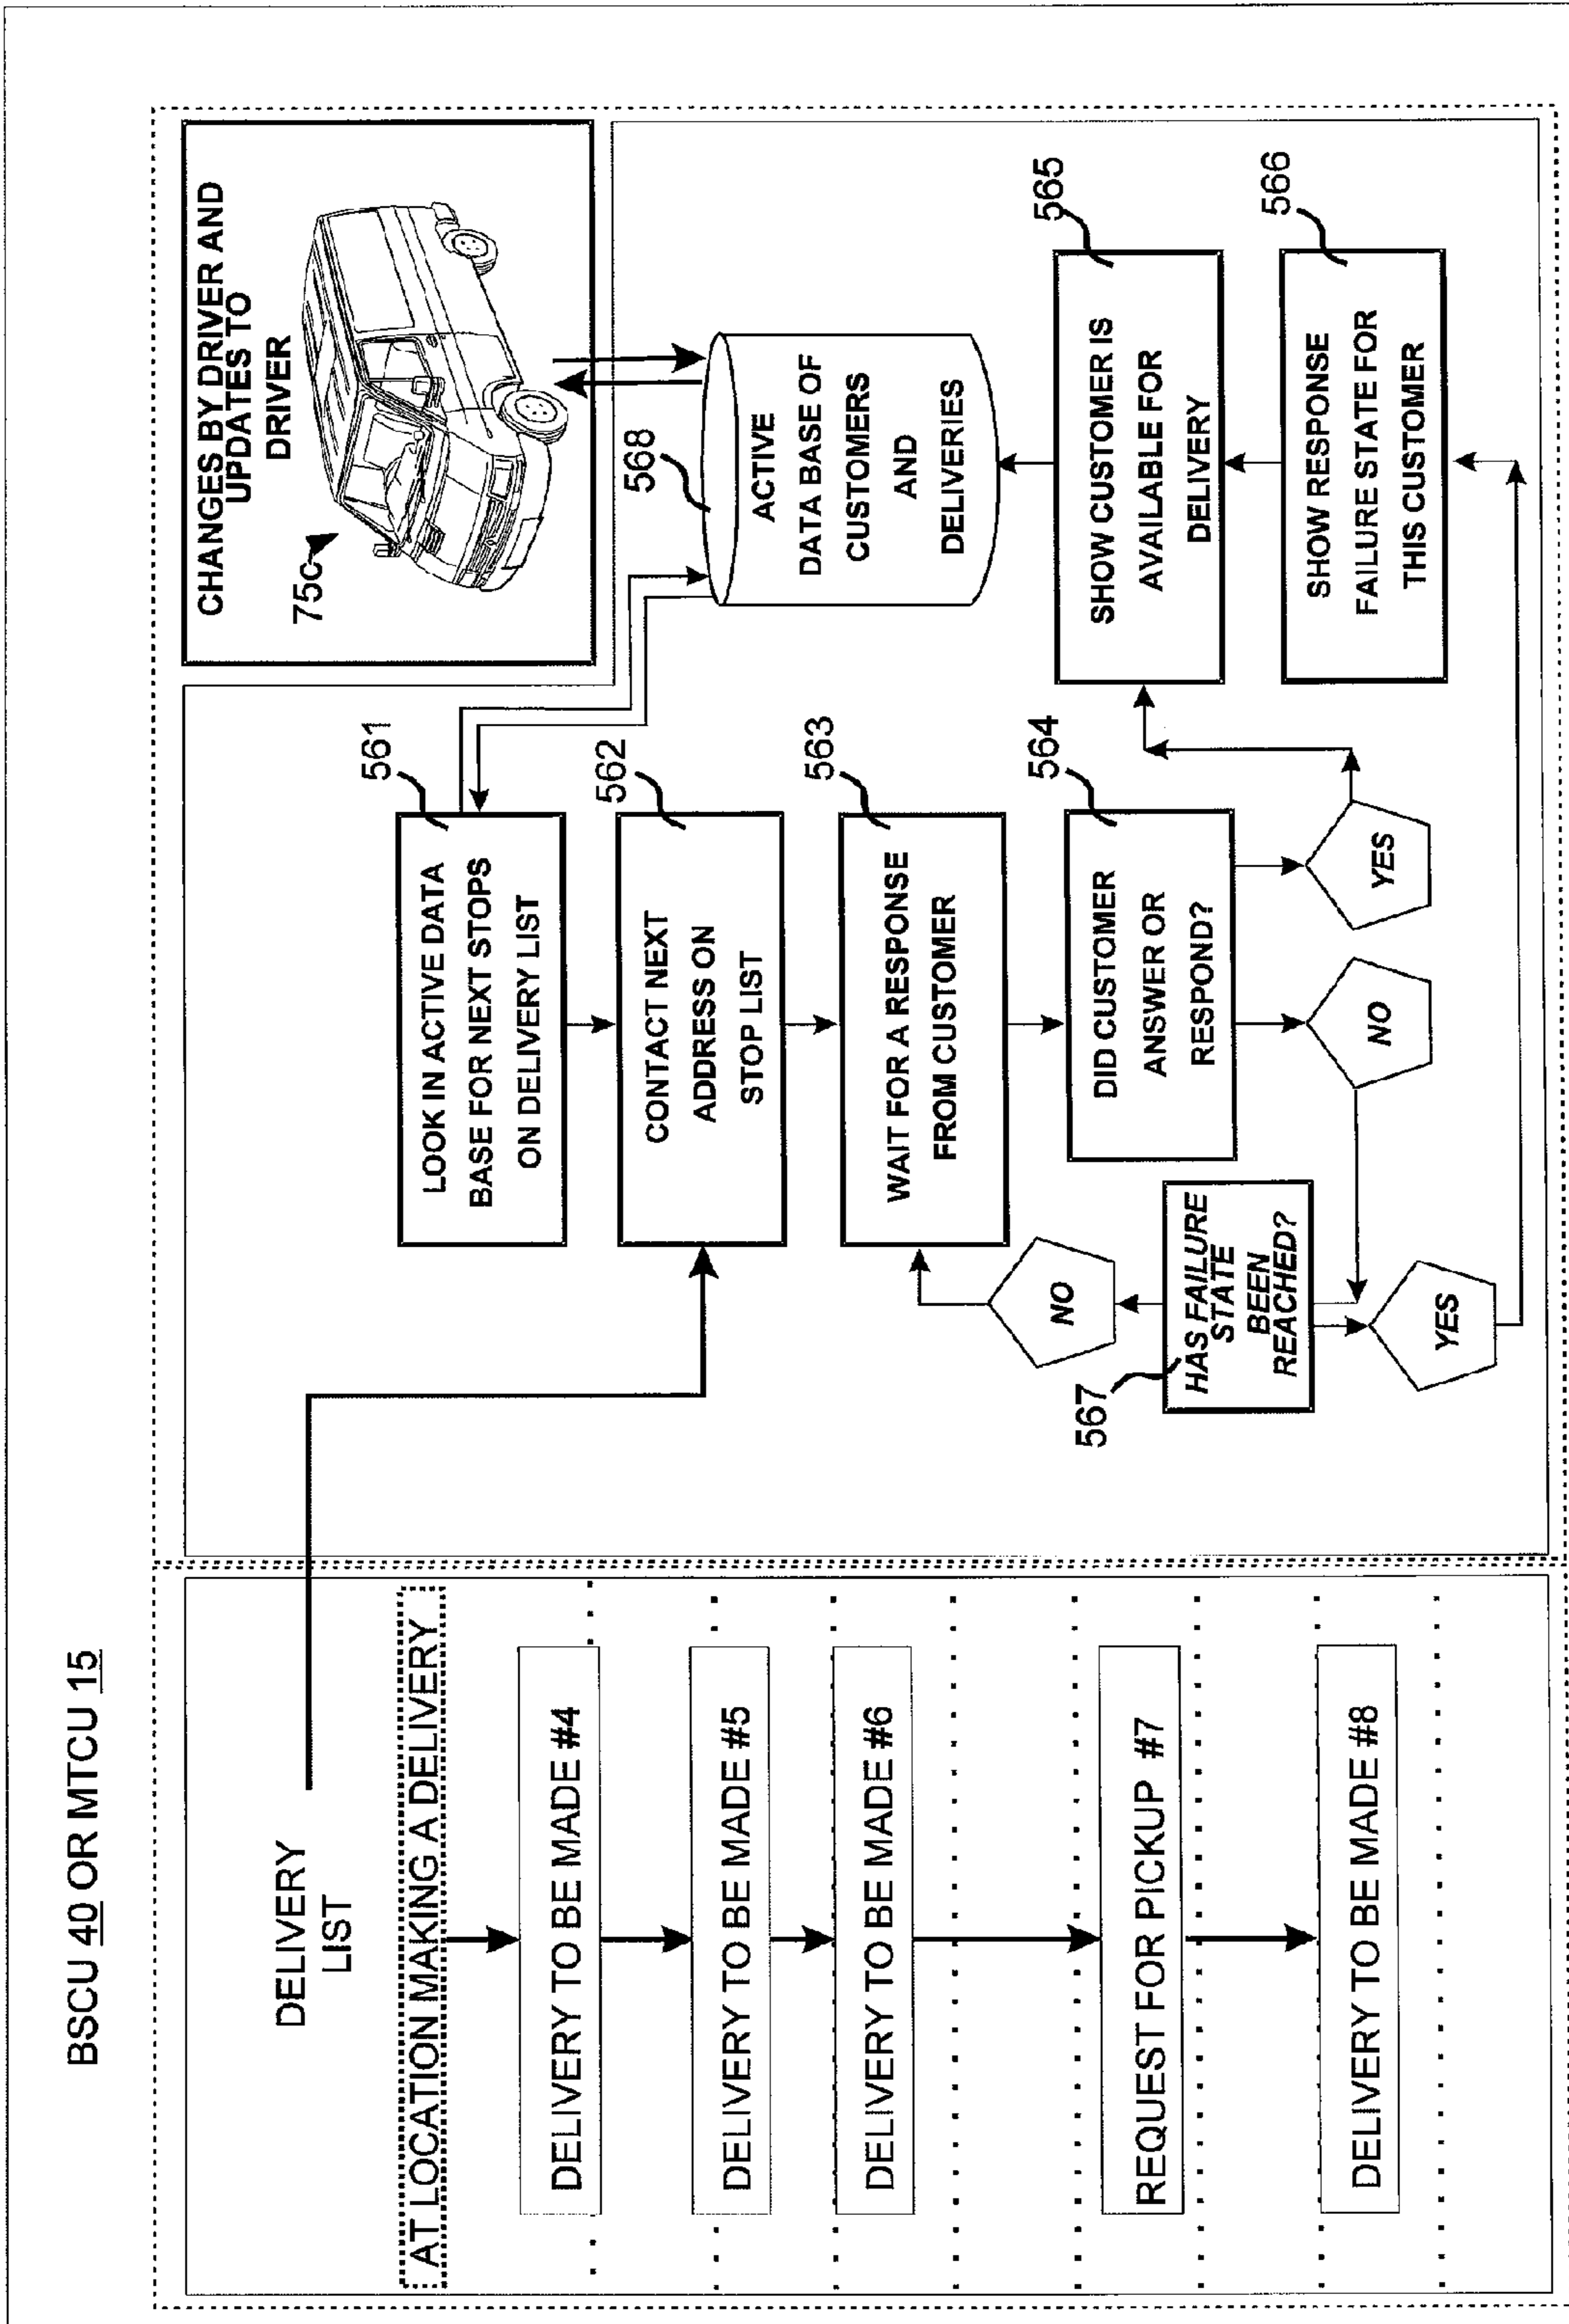 BSCU 40 OR MTCU 15
DELIVERY
LIST
AT LOCATION MAKING A DELIVERY
DELIVERY TO BE MADE #4
DELIVERY TO BE MADE #5
DELIVERY TO BE MADE #6
REQUEST FOR PICKUP #7
DELIVERY TO BE MADE #8
561
LOOK IN ACTIVE DATA
BASE FOR NEXT STOPS
ON DELIVERY LIST
562
CONTACT NEXT
ADDRESS ON
STOP LIST
563
WAIT FOR A RESPONSE
FROM CUSTOMER
564
DID CUSTOMER
ANSWER OR
RESPOND?
NO
567
HAS FAILURE
STATE
BEEN
REACHED?
YES
NO
YES
CHANGES BY DRIVER AND
UPDATES TO
DRIVER
75C
568
ACTIVE
DATA BASE OF
CUSTOMERS
AND
DELIVERIES
565
SHOW CUSTOMER IS
AVAILABLE FOR
DELIVERY
566
SHOW RESPONSE
FAILURE STATE FOR
THIS CUSTOMER